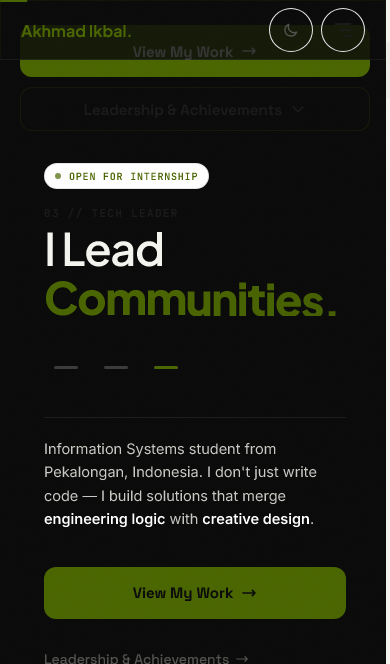 Akhmad Ikbal.
View My Work →
Leadership & Achievements
OPEN FOR INTERNSHIP
03 // TECH LEADER
I Lead
Communities.
Information Systems student from
Pekalongan, Indonesia. I don't just write
code — I build solutions that merge
engineering logic with creative design.
View My Work →
Leadership & Achievements →